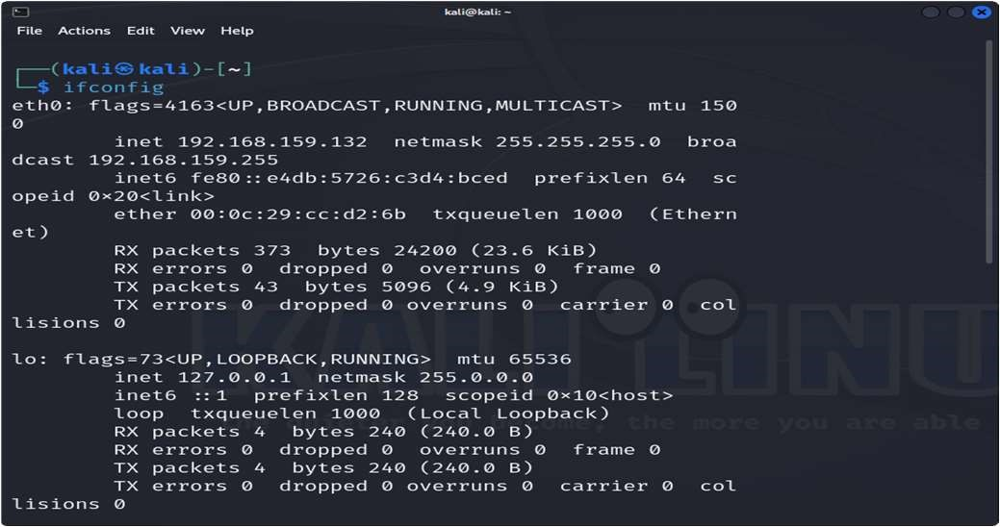 kali@kali: ~
File Actions Edit View Help
(kali㉿kali)-[~]
$ ifconfig
eth0: flags=4163<UP,BROADCAST,RUNNING,MULTICAST>  mtu 150
0
inet 192.168.159.132  netmask 255.255.255.0  broa
dcast 192.168.159.255
inet6 fe80::e4db:5726:c3d4:bced  prefixlen 64  sc
opeid 0×20<link>
ether 00:0c:29:cc:d2:6b  txqueuelen 1000  (Ethern
et)
RX packets 373  bytes 24200 (23.6 KiB)
RX errors 0  dropped 0  overruns 0  frame 0
TX packets 43  bytes 5096 (4.9 KiB)
TX errors 0  dropped 0 overruns 0  carrier 0  col
lisions 0
lo: flags=73<UP,LOOPBACK,RUNNING>  mtu 65536
inet 127.0.0.1  netmask 255.0.0.0
inet6 ::1  prefixlen 128  scopeid 0×10<host>
loop  txqueuelen 1000  (Local Loopback)
RX packets 4  bytes 240 (240.0 B)
RX errors 0  dropped 0  overruns 0  frame 0
TX packets 4  bytes 240 (240.0 B)
TX errors 0  dropped 0 overruns 0  carrier 0  col
lisions 0
KALI LINU
the more you are able